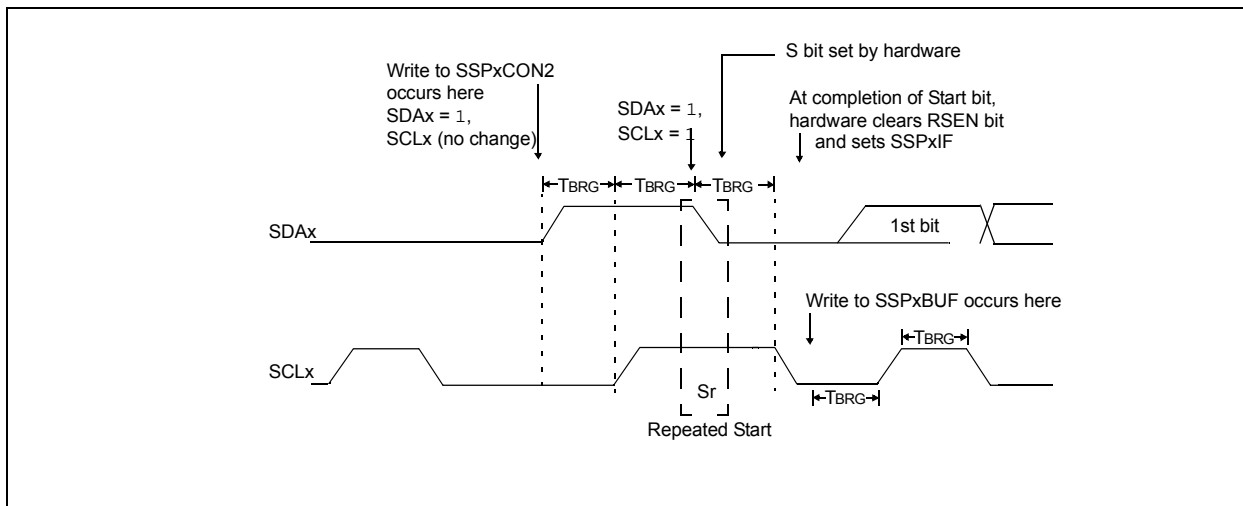 S bit set by hardware
Write to SSPxCON2
occurs here
SDAx = 1,
SCLx (no change)
SDAx = 1,
SCLx = 1
At completion of Start bit,
hardware clears RSEN bit
and sets SSPxIF
TBRG TBRG TBRG
SDAx
1st bit
Write to SSPxBUF occurs here
TBRG
SCLx
Sr
TBRG
Repeated Start